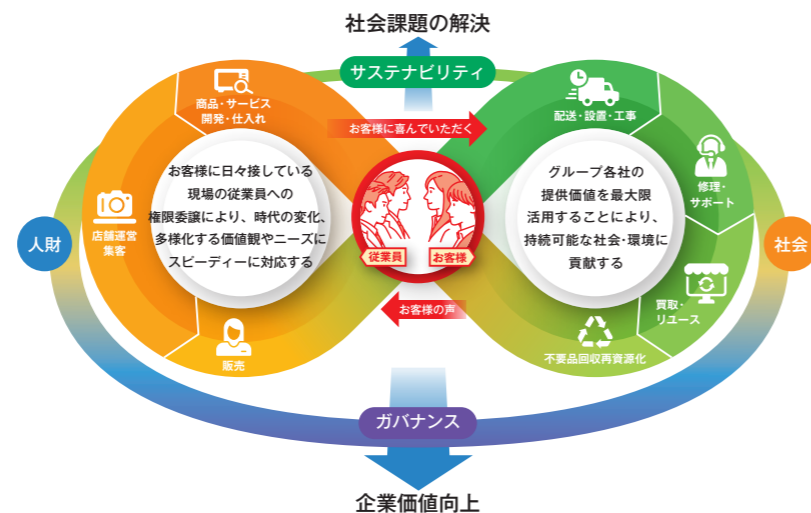 社会課題の解決
サステナビリティ
商品・サービス
開発・仕入れ
お客様に喜んでいただく
配送・設置・工事
お客様に日々接している
現場の従業員への
権限委譲により、時代の変化、
多様化する価値観やニーズに
スピーディーに対応する
グループ各社の
提供価値を最大限
活用することにより、
持続可能な社会・環境に
貢献する
修理・
サポート
店舗運営
集客
人財
従業員
お客様
社会
買取・
リユース
お客様の声
販売
不要品回収再資源化
ガバナンス
企業価値向上